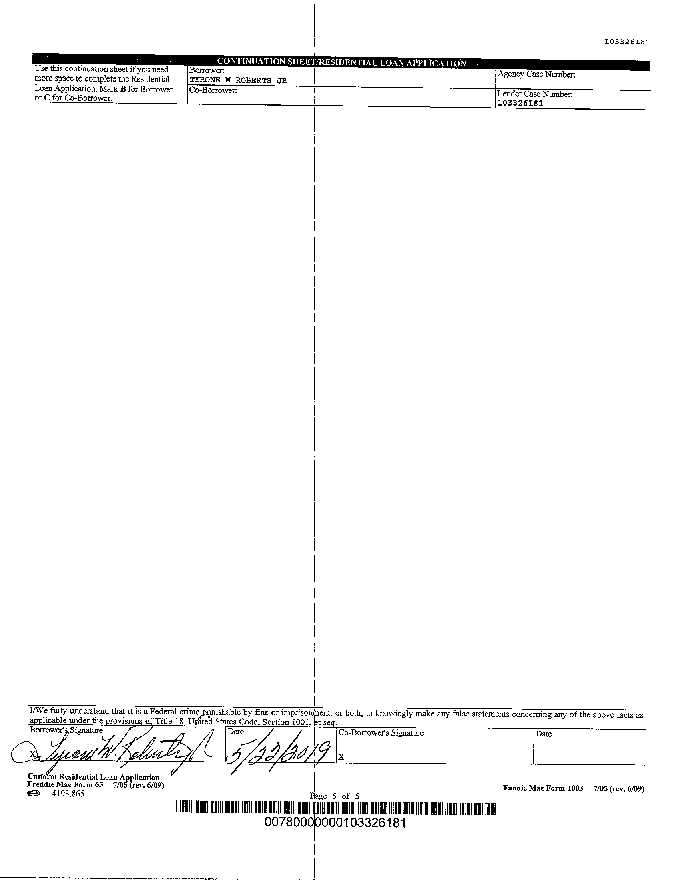 103326181
CONTINUATION SHEET/RESIDENTIAL LOAN APPLICATION
Use this continuation sheet if you need
more space to complete the Residential
Loan Application. Mark B for Borrower
or C for Co-Borrower.
Borrower:
TYRONE W ROBERTS JR
Co-Borrower:
Agency Case Number:
Lender Case Number:
103326181
I/We fully understand that it is a Federal crime punishable by fine or imprisonment, or both, to knowingly make any false statements concerning any of the above facts as
applicable under the provisions of Title 18, United States Code, Section 1001, et seq.
Borrower's Signature
Date
Co-Borrower's Signature
Date
X Tyrone W. Roberts Jr
5/22/2019
X
Uniform Residential Loan Application
Freddie Mac Form 65 7/05 (rev. 6/09)
Page 5 of 5
Fannie Mae Form 1003 7/05 (rev. 6/09)
00780000000103326181